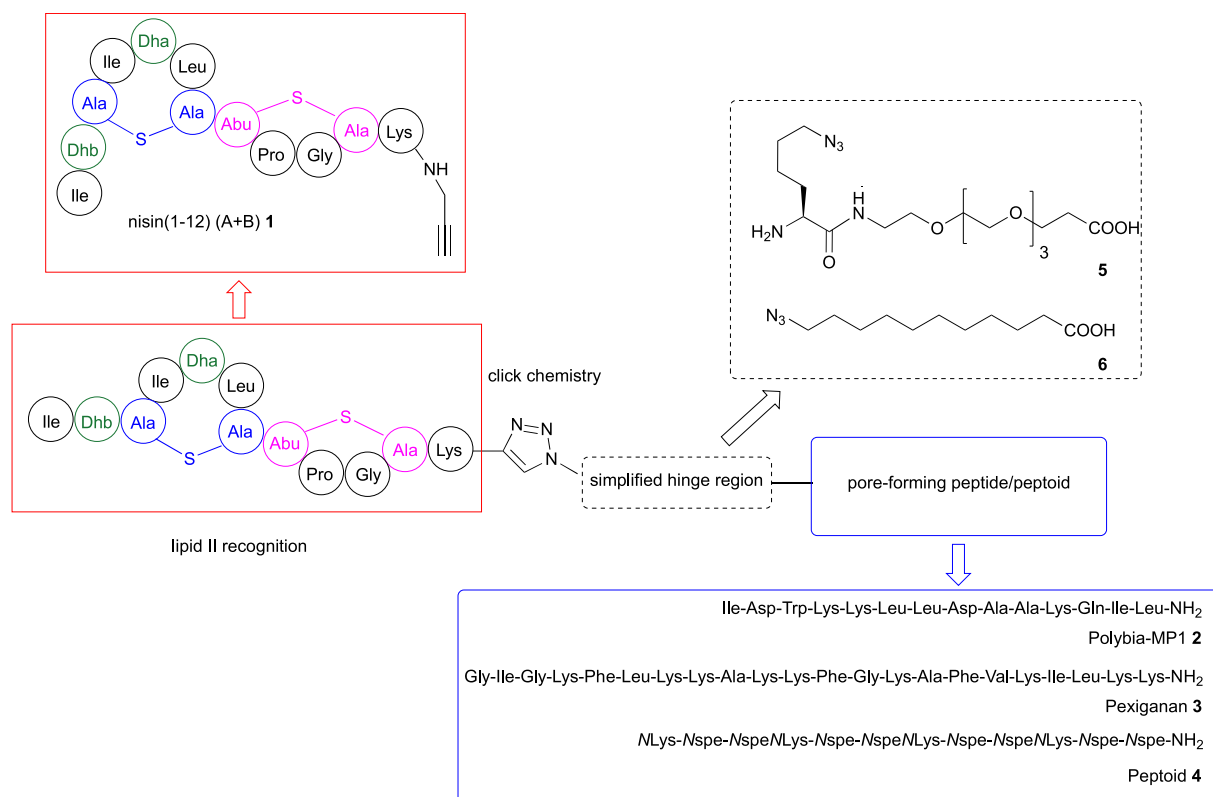 Dha
Ile
Leu
Ala
S
Ala
Abu
S
Ala
Lys
Dhb
Pro
Gly
Ile
NH
nisin(1-12) (A+B) 1
N3
H
N
H2N
O
O
O
3
COOH
5
N3
COOH
6
Dha
Ile
Leu
click chemistry
Ile
Dhb
Ala
S
Ala
Abu
S
Ala
Lys
Pro
Gly
N
N
N
simplified hinge region
pore-forming peptide/peptoid
lipid II recognition
Ile-Asp-Trp-Lys-Lys-Leu-Leu-Asp-Ala-Ala-Lys-Gln-Ile-Leu-NH2
Polybia-MP1 2
Gly-Ile-Gly-Lys-Phe-Leu-Lys-Lys-Ala-Lys-Lys-Phe-Gly-Lys-Ala-Phe-Val-Lys-Ile-Leu-Lys-Lys-NH2
Pexiganan 3
NLys-Nspe-NspeNLys-Nspe-NspeNLys-Nspe-NspeNLys-Nspe-Nspe-NH2
Peptoid 4